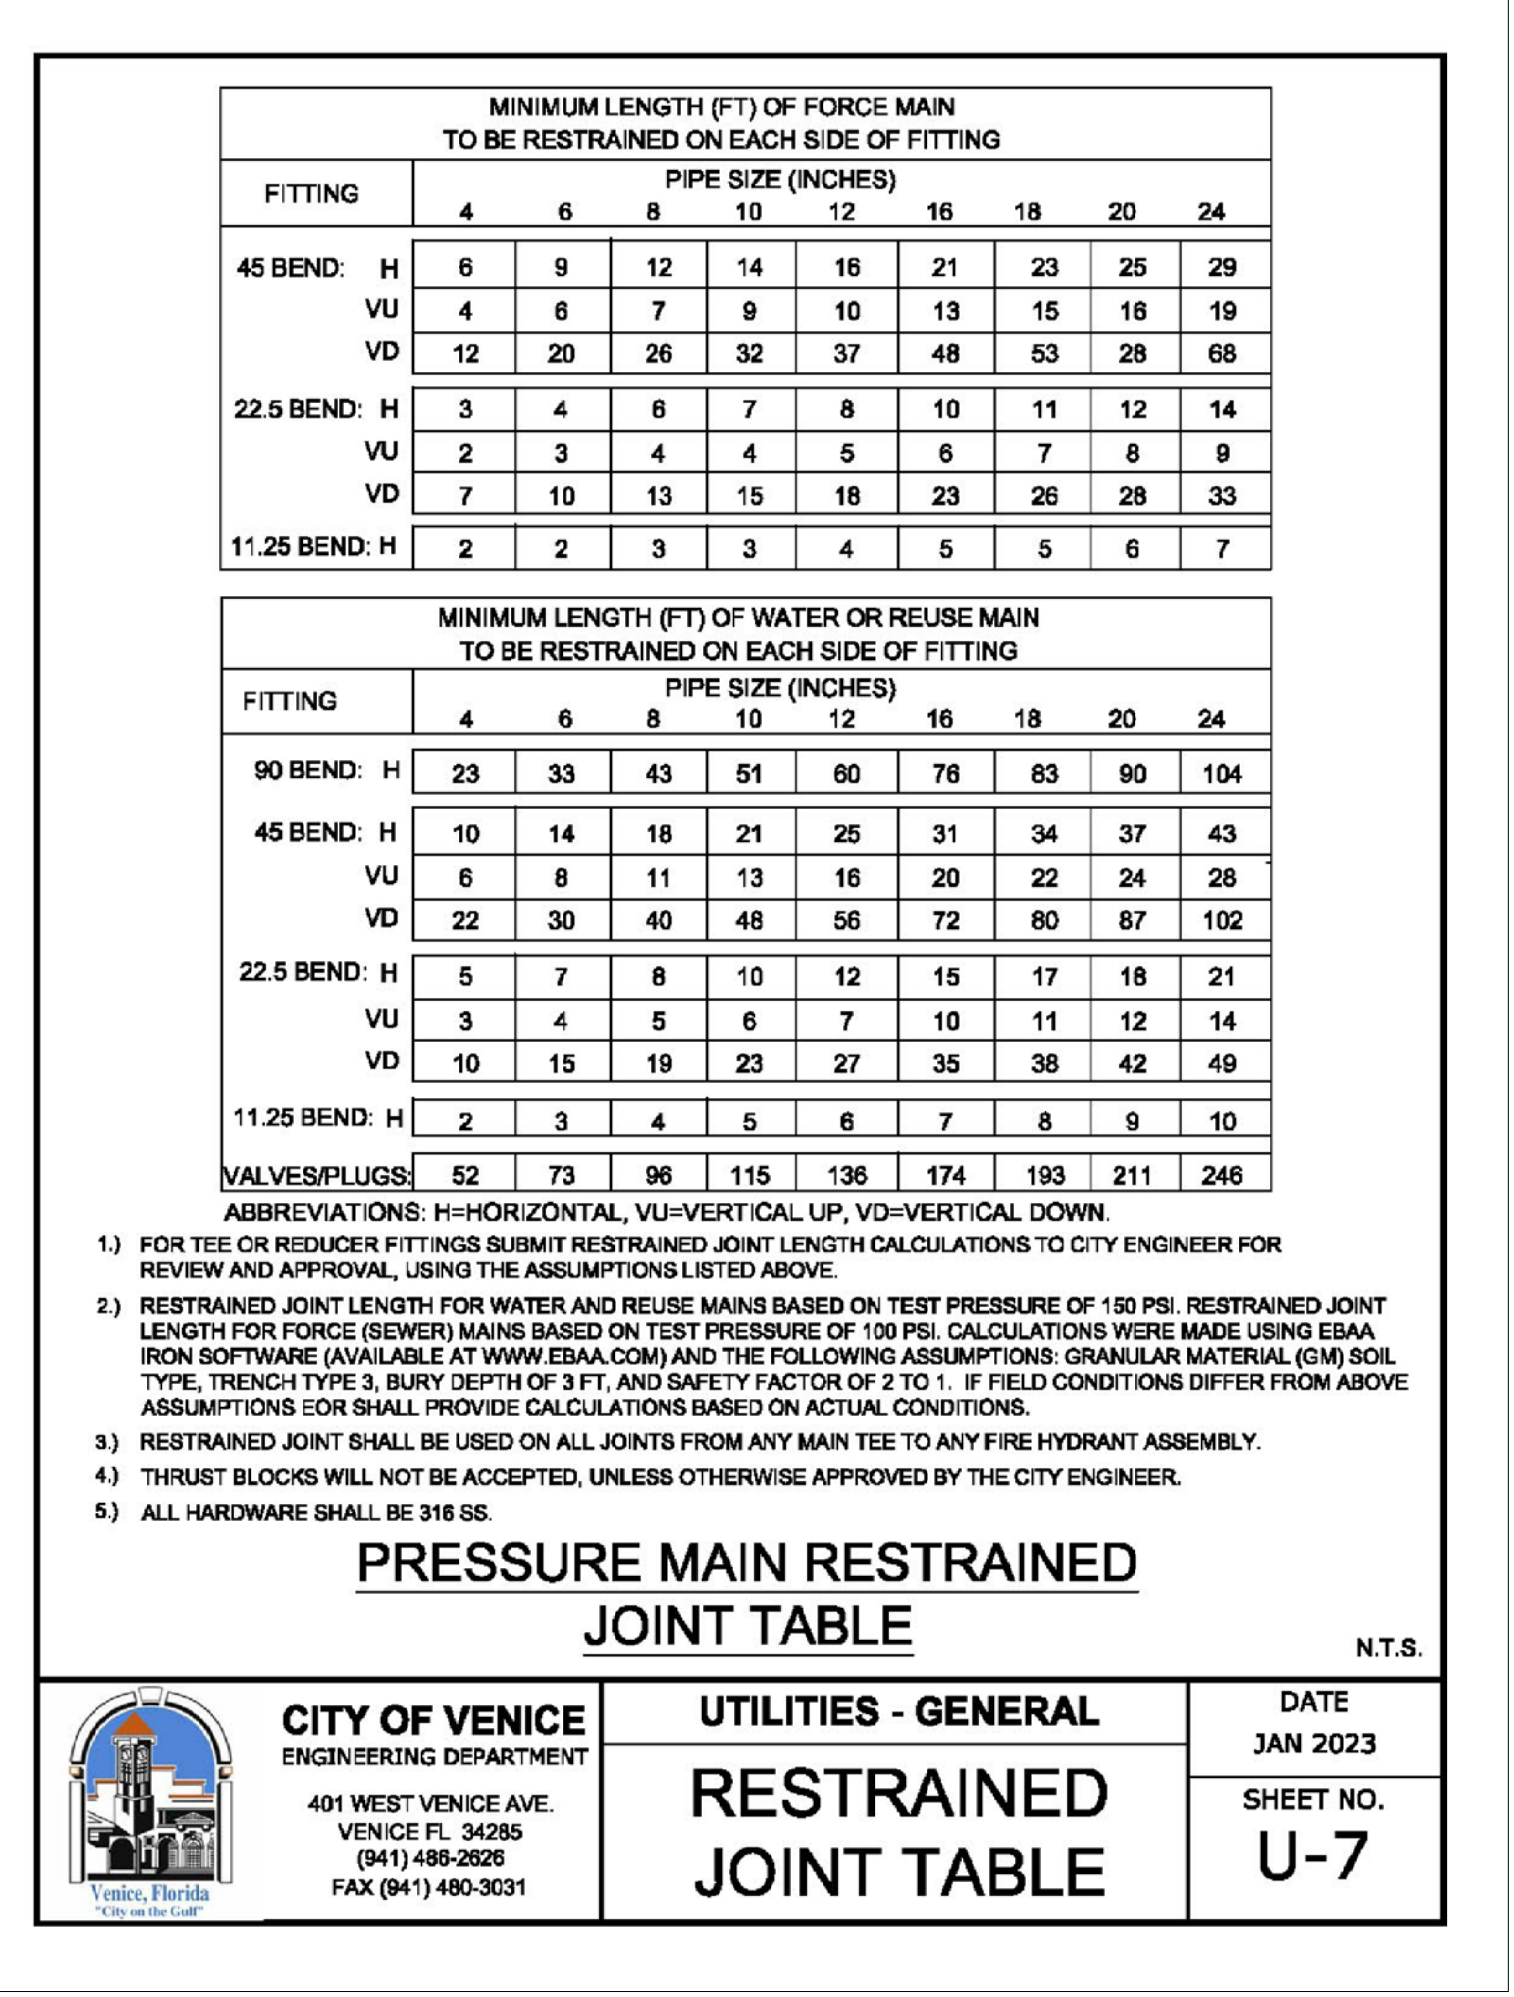 MINIMUM LENGTH (FT) OF FORCE MAIN
TO BE RESTRAINED ON EACH SIDE OF FITTING
FITTING
PIPE SIZE (INCHES)
4 6 8 10 12 16 18 20 24
45 BEND: H 6 9 12 14 16 21 23 25 29
VU 4 6 7 9 10 13 15 16 19
VD 12 20 26 32 37 48 53 28 68
22.5 BEND: H 3 4 6 7 8 10 11 12 14
VU 2 3 4 4 5 6 7 8 9
VD 7 10 13 15 18 23 26 28 33
11.25 BEND: H 2 2 3 3 4 5 5 6 7
MINIMUM LENGTH (FT) OF WATER OR REUSE MAIN
TO BE RESTRAINED ON EACH SIDE OF FITTING
FITTING
PIPE SIZE (INCHES)
4 6 8 10 12 16 18 20 24
90 BEND: H 23 33 43 51 60 76 83 90 104
45 BEND: H 10 14 18 21 25 31 34 37 43
VU 6 8 11 13 16 20 22 24 28
VD 22 30 40 48 56 72 80 87 102
22.5 BEND: H 5 7 8 10 12 15 17 18 21
VU 3 4 5 6 7 10 11 12 14
VD 10 15 19 23 27 35 38 42 49
11.25 BEND: H 2 3 4 5 6 7 8 9 10
VALVES/PLUGS: 52 73 96 115 136 174 193 211 246
ABBREVIATIONS: H=HORIZONTAL, VU=VERTICAL UP, VD=VERTICAL DOWN.
1.) FOR TEE OR REDUCER FITTINGS SUBMIT RESTRAINED JOINT LENGTH CALCULATIONS TO CITY ENGINEER FOR
REVIEW AND APPROVAL, USING THE ASSUMPTIONS LISTED ABOVE.
2.) RESTRAINED JOINT LENGTH FOR WATER AND REUSE MAINS BASED ON TEST PRESSURE OF 150 PSI. RESTRAINED JOINT
LENGTH FOR FORCE (SEWER) MAINS BASED ON TEST PRESSURE OF 100 PSI. CALCULATIONS WERE MADE USING EBAA
IRON SOFTWARE (AVAILABLE AT WWW.EBAA.COM) AND THE FOLLOWING ASSUMPTIONS: GRANULAR MATERIAL (GM) SOIL
TYPE, TRENCH TYPE 3, BURY DEPTH OF 3 FT, AND SAFETY FACTOR OF 2 TO 1. IF FIELD CONDITIONS DIFFER FROM ABOVE
ASSUMPTIONS EOR SHALL PROVIDE CALCULATIONS BASED ON ACTUAL CONDITIONS.
3.) RESTRAINED JOINT SHALL BE USED ON ALL JOINTS FROM ANY MAIN TEE TO ANY FIRE HYDRANT ASSEMBLY.
4.) THRUST BLOCKS WILL NOT BE ACCEPTED, UNLESS OTHERWISE APPROVED BY THE CITY ENGINEER.
5.) ALL HARDWARE SHALL BE 316 SS.
PRESSURE MAIN RESTRAINED
JOINT TABLE
N.T.S.
Venice, Florida
"City on the Gulf"
CITY OF VENICE
ENGINEERING DEPARTMENT
401 WEST VENICE AVE.
VENICE FL 34285
(941) 486-2626
FAX (941) 480-3031
UTILITIES - GENERAL
RESTRAINED
JOINT TABLE
DATE
JAN 2023
SHEET NO.
U-7